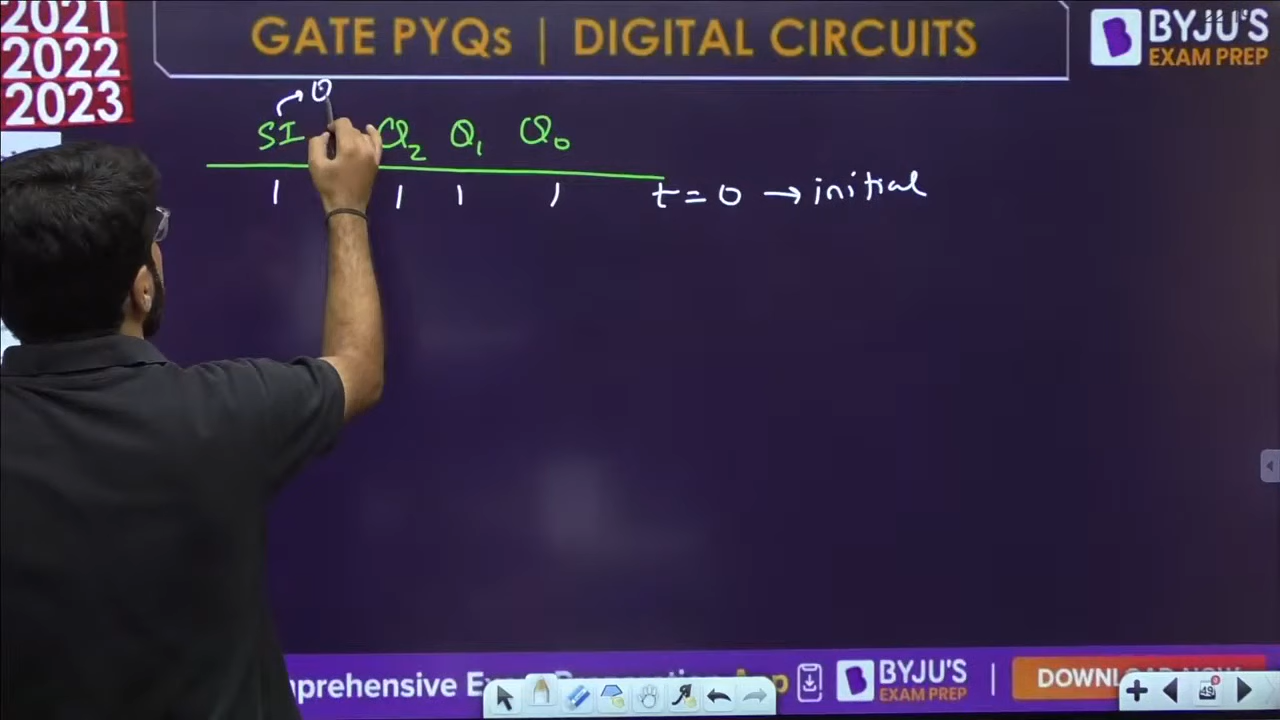 2021
2022
2023
GATE PYQs | DIGITAL CIRCUITS
BYJU'S
EXAM PREP
0
SI Q2 Q1 Q0
1 1 1 1 t = 0 → initial
BYJU'S
EXAM PREP
49